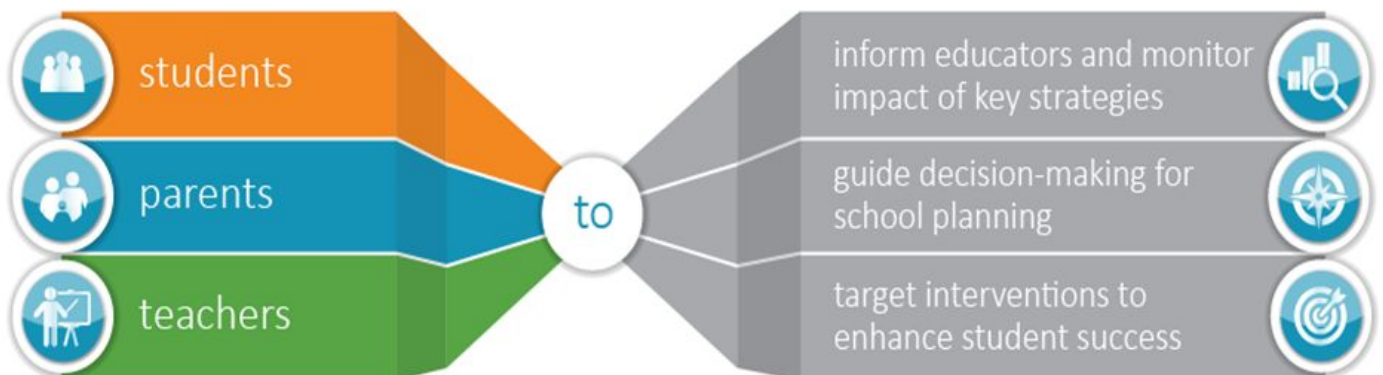 students
parents
teachers
to
inform educators and monitor
impact of key strategies
guide decision-making for
school planning
target interventions to
enhance student success